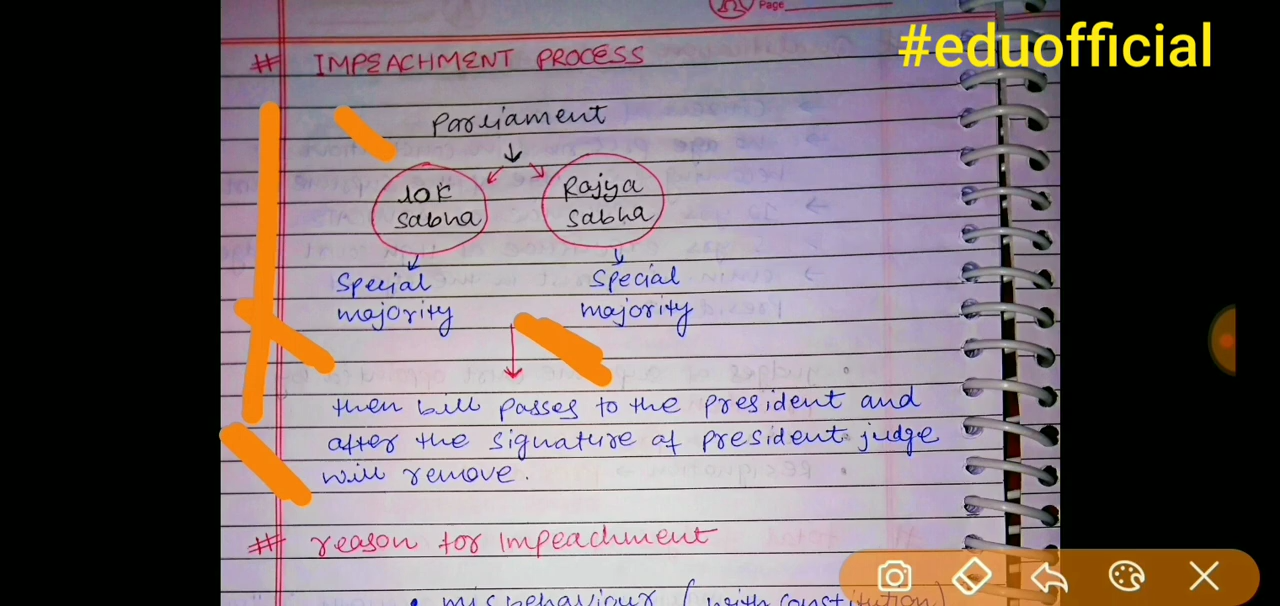 Page
#eduofficial
# IMPEACHMENT PROCESS
Parliament
lok
sabha
Rajya
sabha
Special
majority
Special
majority
then bill passes to the president and
after the signature of president judge
will remove.
# reason for impeachment
• misbehaviour (with constitution)